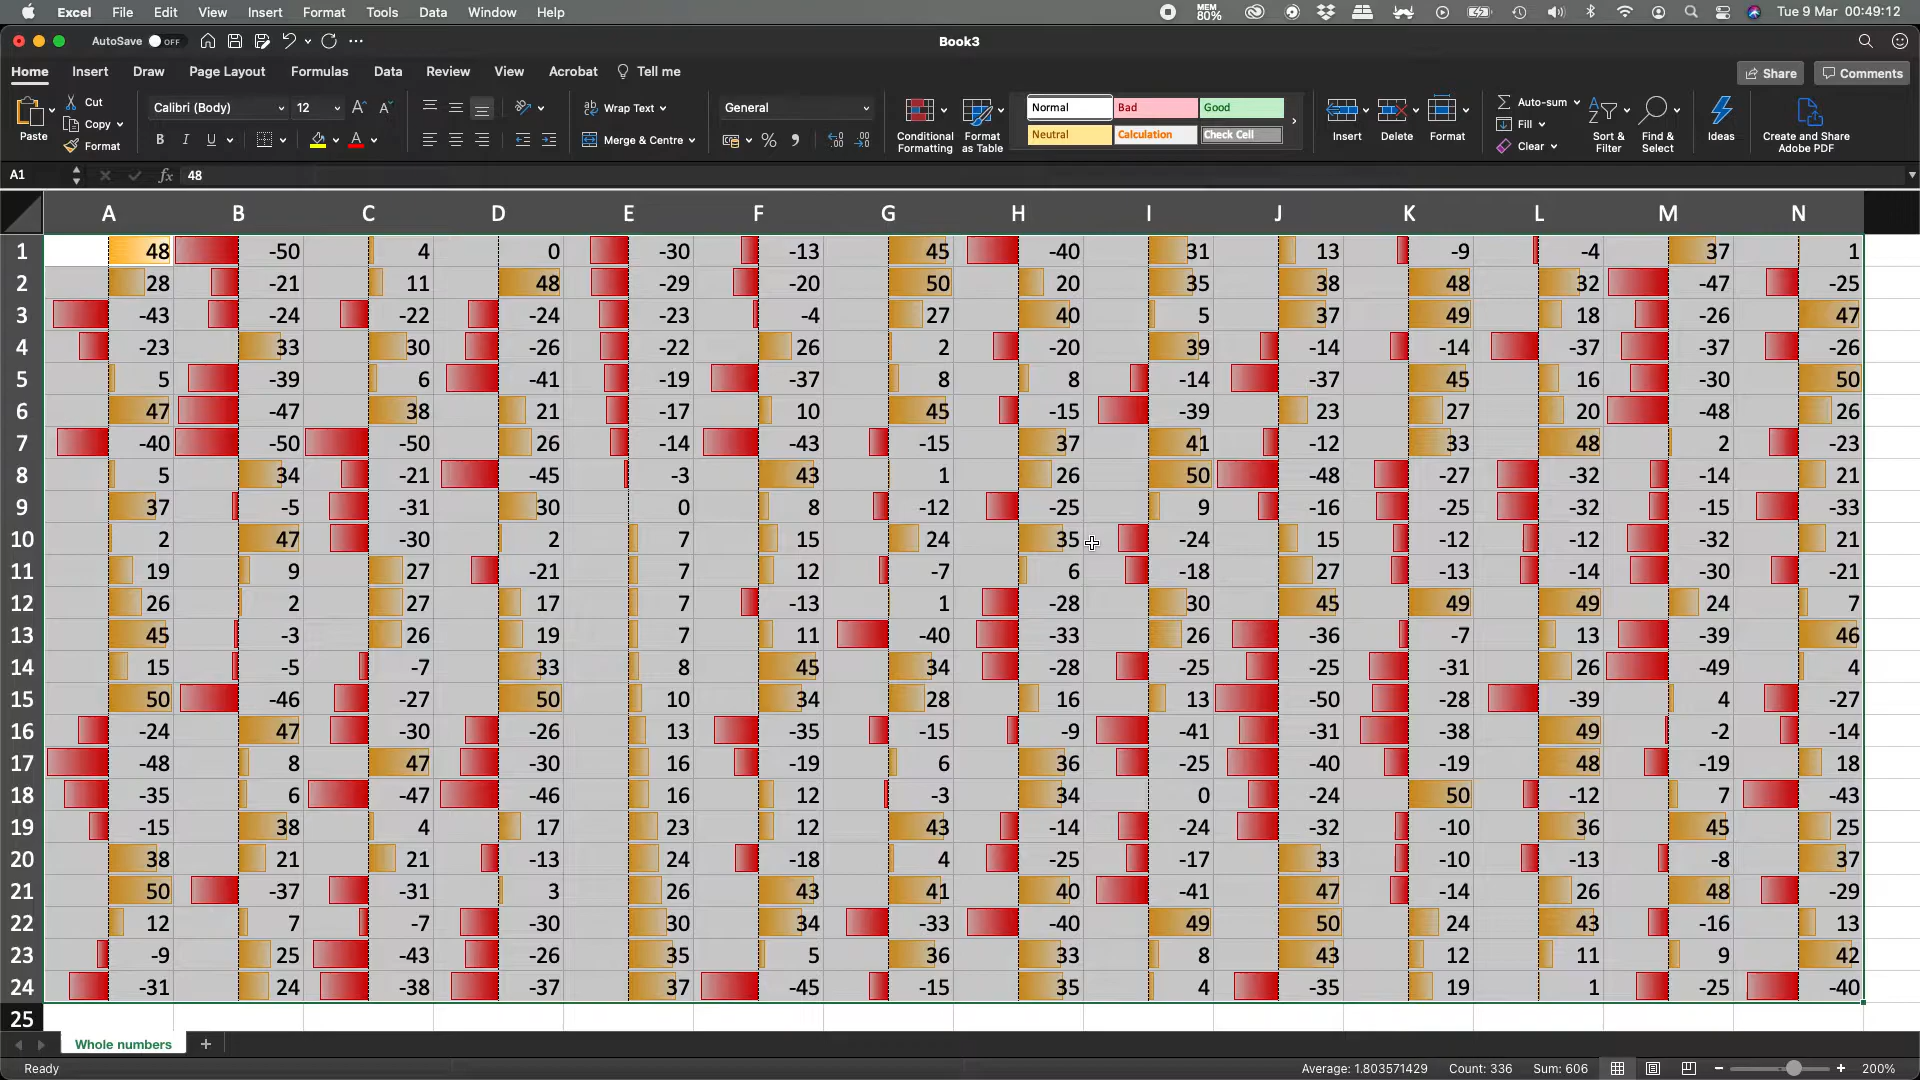 Excel File Edit View Insert Format Tools Data Window Help MEM 80% Tue 9 Mar 00:49:12
AutoSave OFF Book3
Home Insert Draw Page Layout Formulas Data Review View Acrobat Tell me Share Comments
Paste Cut Copy Format
Calibri (Body) 12 A A
B I U A
Wrap Text
Merge & Centre
General
% ,
Conditional Formatting Format as Table
Normal Bad Good
Neutral Calculation Check Cell
Insert Delete Format
Auto-sum
Fill
Clear
Sort & Filter Find & Select Ideas Create and Share Adobe PDF
A1 fx 48
A B C D E F G H I J K L M N
1 48 -50 4 0 -30 -13 45 -40 31 13 -9 -4 37 1
2 28 -21 11 48 -29 -20 50 20 35 38 48 32 -47 -25
3 -43 -24 -22 -24 -23 -4 27 40 5 37 49 18 -26 47
4 -23 33 30 -26 -22 26 2 -20 39 -14 -14 -37 -37 -26
5 5 -39 6 -41 -19 -37 8 8 -14 -37 45 16 -30 50
6 47 -47 38 21 -17 10 45 -15 -39 23 27 20 -48 26
7 -40 -50 -50 26 -14 -43 -15 37 41 -12 33 48 2 -23
8 5 34 -21 -45 -3 43 1 26 50 -48 -27 -32 -14 21
9 37 -5 -31 30 0 8 -12 -25 9 -16 -25 -32 -15 -33
10 2 47 -30 2 7 15 24 35 -24 15 -12 -12 -32 21
11 19 9 27 -21 7 12 -7 6 -18 27 -13 -14 -30 -21
12 26 2 27 17 7 -13 1 -28 30 45 49 49 24 7
13 45 -3 26 19 7 11 -40 -33 26 -36 -7 13 -39 46
14 15 -5 -7 33 8 45 34 -28 -25 -25 -31 26 -49 4
15 50 -46 -27 50 10 34 28 16 13 -50 -28 -39 4 -27
16 -24 47 -30 -26 13 -35 -15 -9 -41 -31 -38 49 -2 -14
17 -48 8 47 -30 16 -19 6 36 -25 -40 -19 48 -19 18
18 -35 6 -47 -46 16 12 -3 34 0 -24 50 -12 7 -43
19 -15 38 4 17 23 12 43 -14 -24 -32 -10 36 45 25
20 38 21 21 -13 24 -18 4 -25 -17 33 -10 -13 -8 37
21 50 -37 -31 3 26 43 41 40 -41 47 -14 26 48 -29
22 12 7 -7 -30 30 34 -33 -40 49 50 24 43 -16 13
23 -9 25 -43 -26 35 5 36 33 8 43 12 11 9 42
24 -31 24 -38 -37 37 -45 -15 35 4 -35 19 1 -25 -40
25
Whole numbers +
Ready Average: 1.803571429 Count: 336 Sum: 606 200%